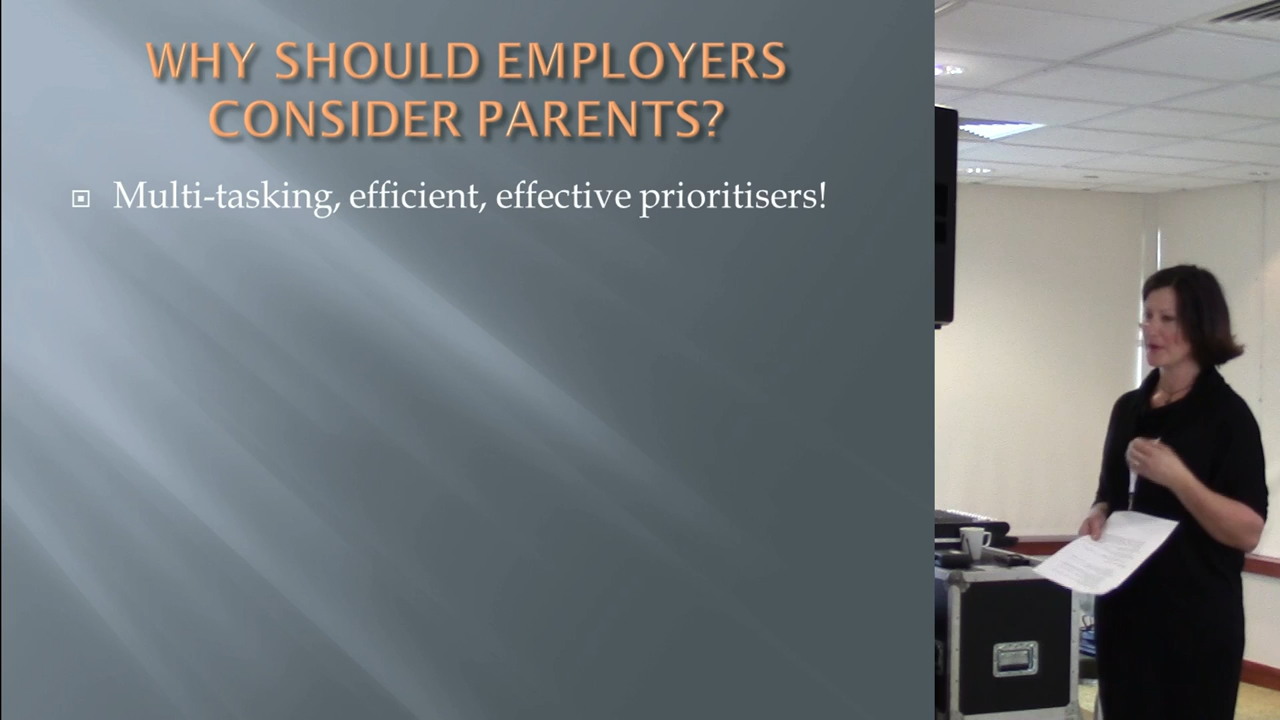 WHY SHOULD EMPLOYERS
CONSIDER PARENTS?
Multi-tasking, efficient, effective prioritisers!